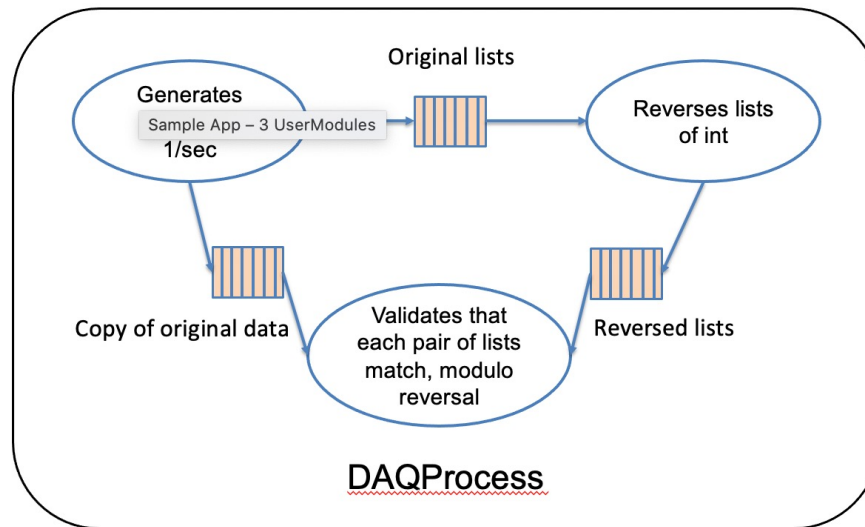 Original lists
Generates
Sample App – 3 UserModules
1/sec
Reverses lists
of int
Copy of original data
Validates that
each pair of lists
match, modulo
reversal
Reversed lists
DAQProcess